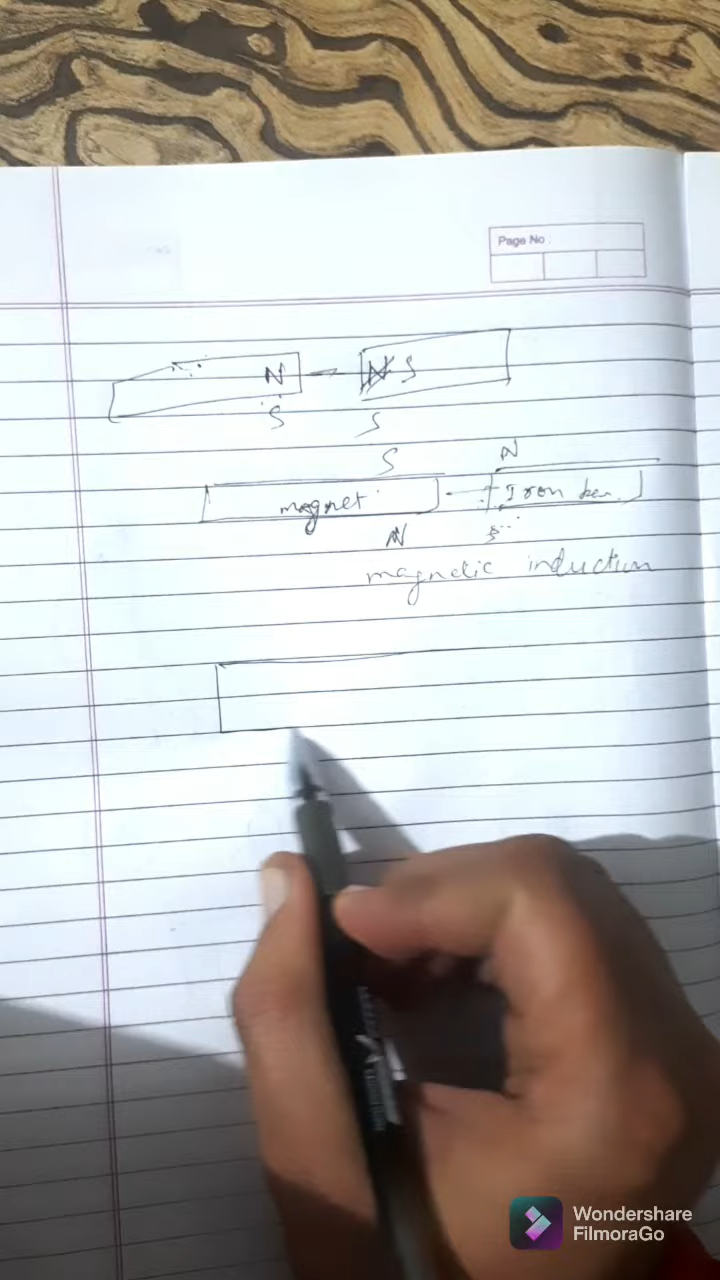 Page No :
N N S
S S
S N
magnet Iron bar
N S
magnetic induction
Wondershare
FilmoraGo